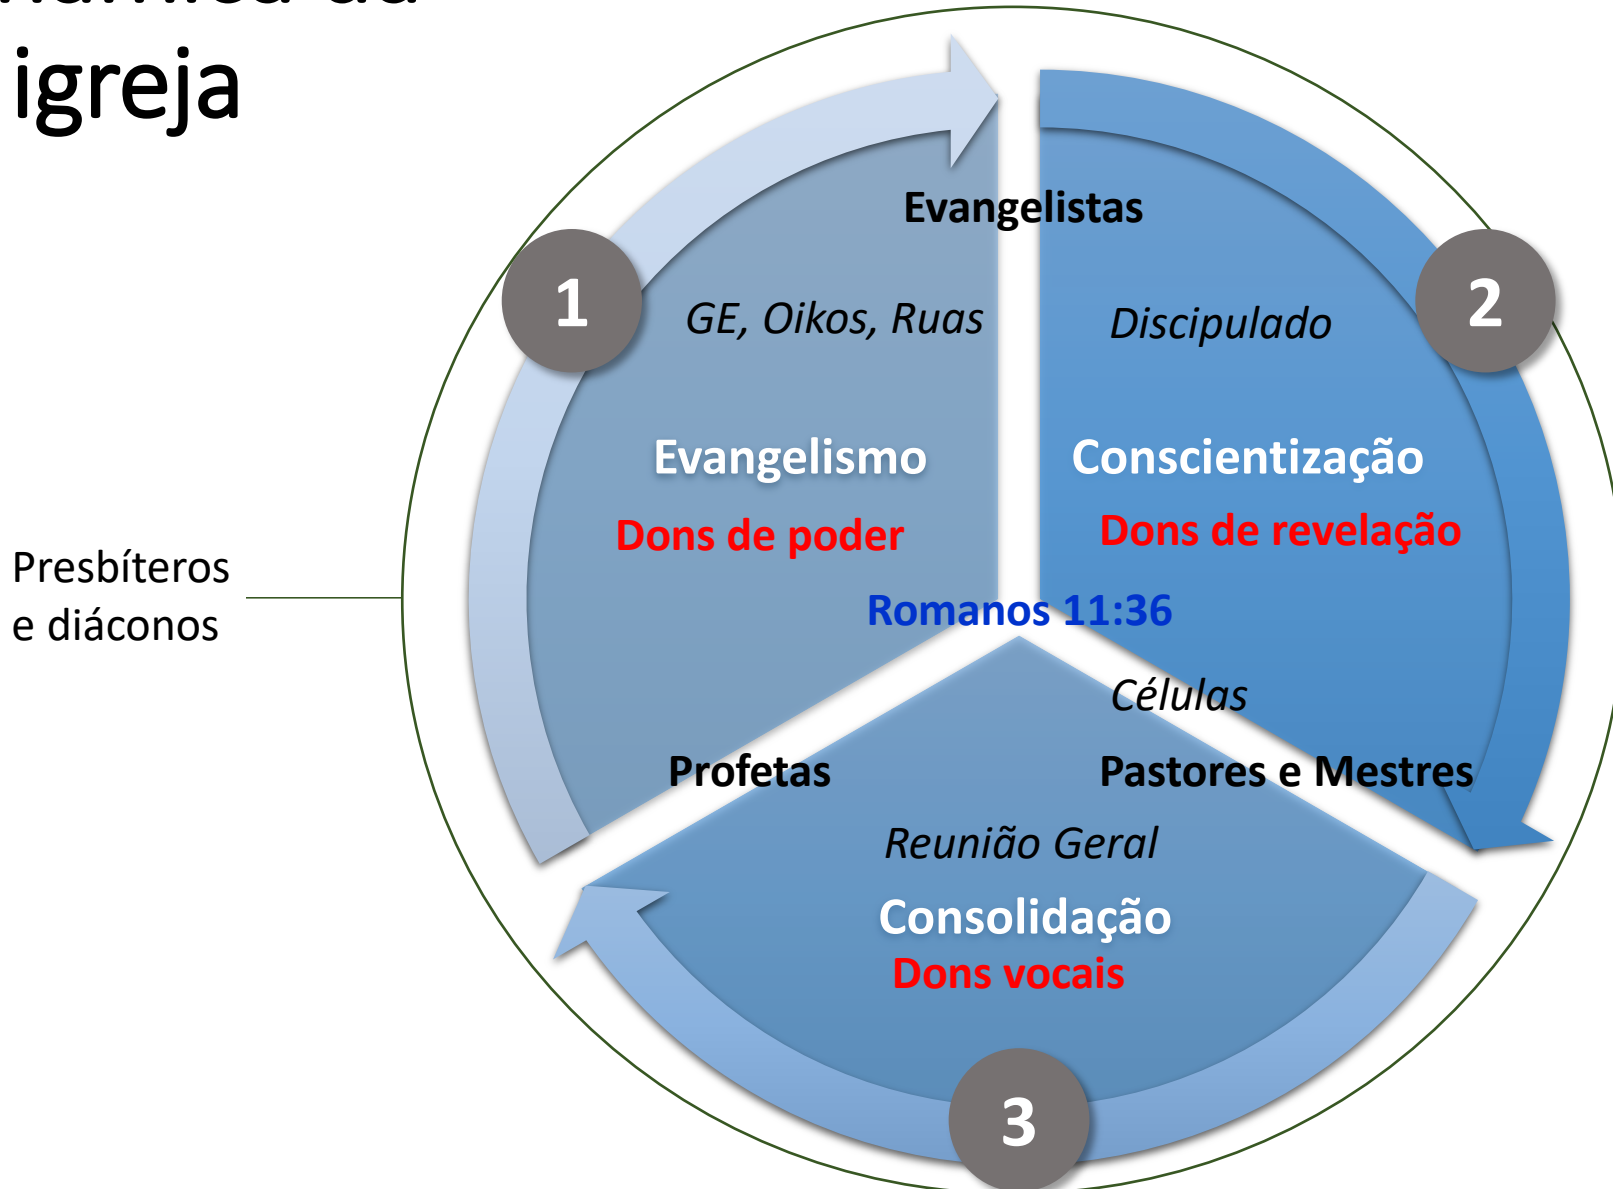 igreja
Evangelistas
1
2
GE, Oikos, Ruas
Discipulado
Evangelismo
Conscientização
Dons de poder
Dons de revelação
Presbíteros
e diáconos
Romanos 11:36
Células
Profetas
Pastores e Mestres
Reunião Geral
Consolidação
Dons vocais
3